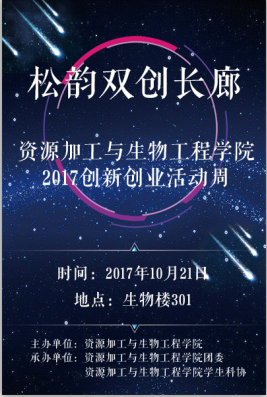 松韵双创长廊
资源加工与生物工程学院
2017创新创业活动周
时间：2017年10月21日
地点：生物楼301
主办单位：资源加工与生物工程学院
承办单位：资源加工与生物工程学院团委
资源加工与生物工程学院学生科协